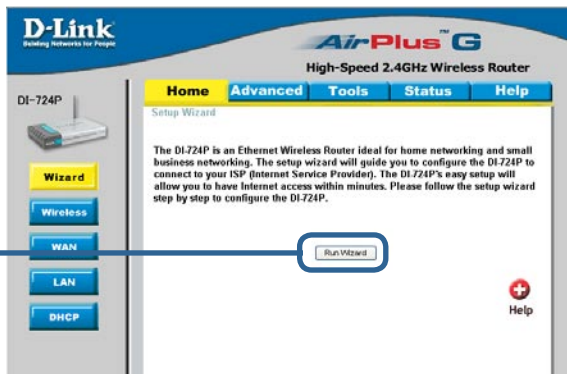 D-Link
Building Networks for People
AirPlus™G
High-Speed 2.4GHz Wireless Router
DI-724P
Home
Advanced
Tools
Status
Help
Setup Wizard
The DI-724P is an Ethernet Wireless Router ideal for home networking and small
business networking. The setup wizard will guide you to configure the DI-724P to
connect to your ISP (Internet Service Provider). The DI-724P's easy setup will
allow you to have Internet access within minutes. Please follow the setup wizard
step by step to configure the DI-724P.
Wizard
Wireless
WAN
LAN
DHCP
Run Wizard
Help